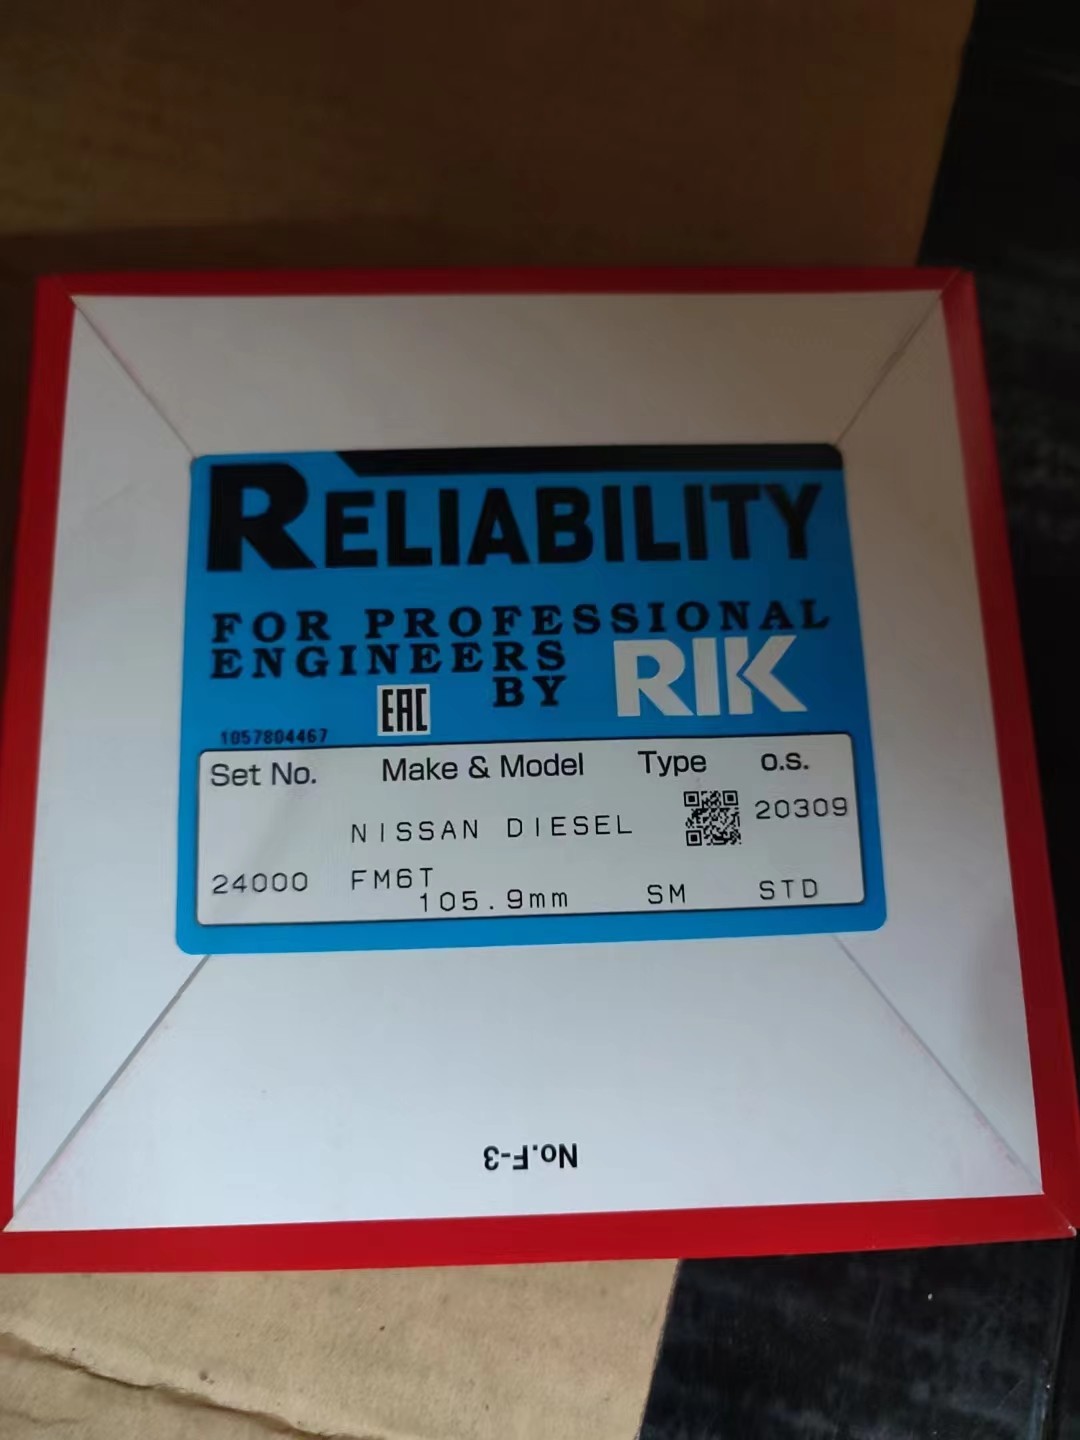 RELIABILITY
FOR PROFESSIONAL
ENGINEERS
BY RIK
EAC
1057804467
Set No. Make & Model Type O.S.
NISSAN DIESEL 20309
24000 FM6T
105.9mm SM STD
No.F-3